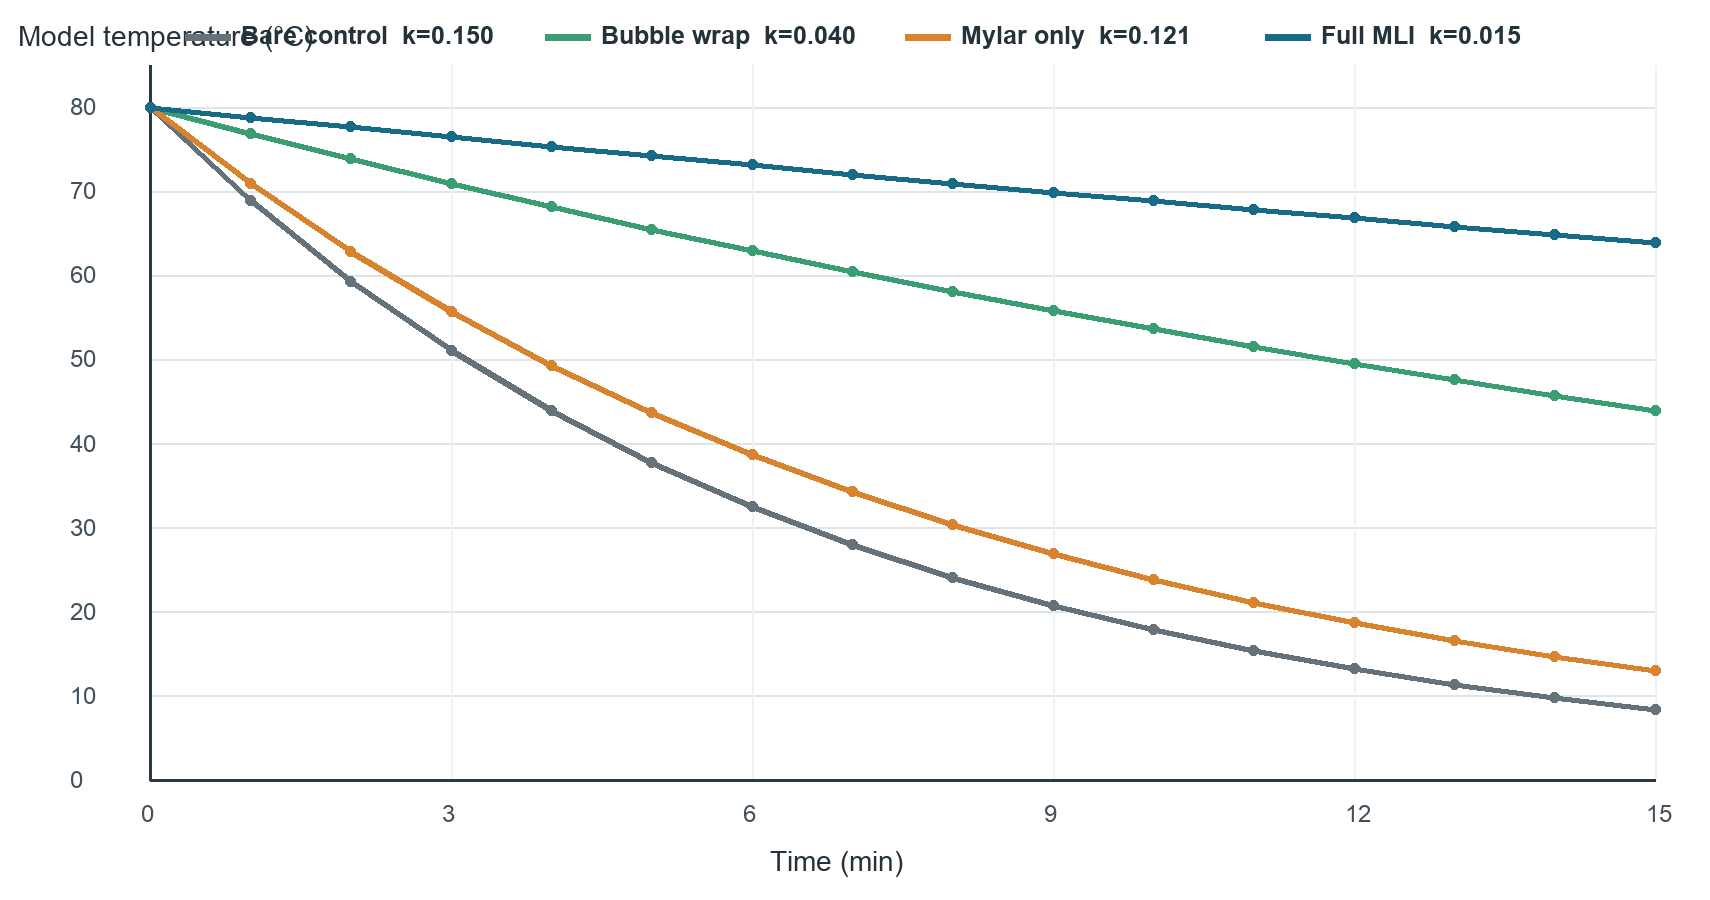 Model temperature (°C)
Bare control k=0.150
Bubble wrap k=0.040
Mylar only k=0.121
Full MLI k=0.015
80
70
60
50
40
30
20
10
0
0 3 6 9 12 15
Time (min)